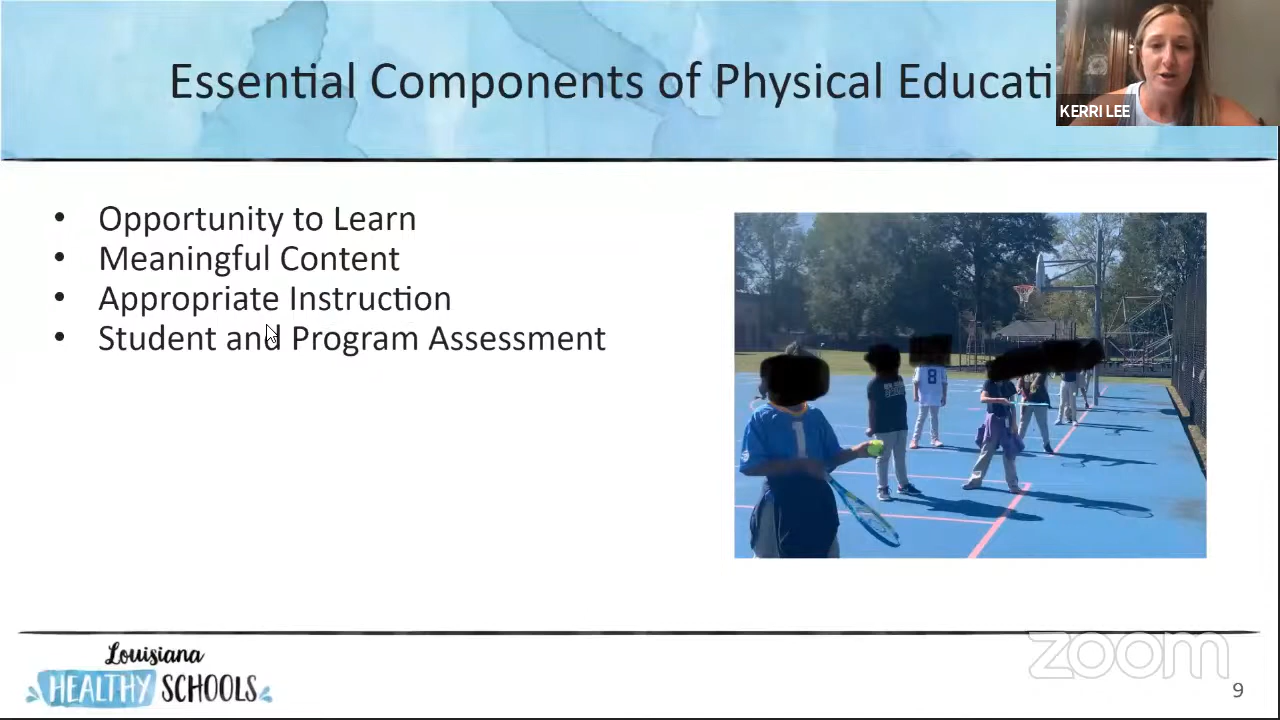 Essential Components of Physical Educati
KERRI LEE
• Opportunity to Learn
• Meaningful Content
• Appropriate Instruction
• Student and Program Assessment
8
1
Louisiana
HEALTHY SCHOOLS
zoom
9